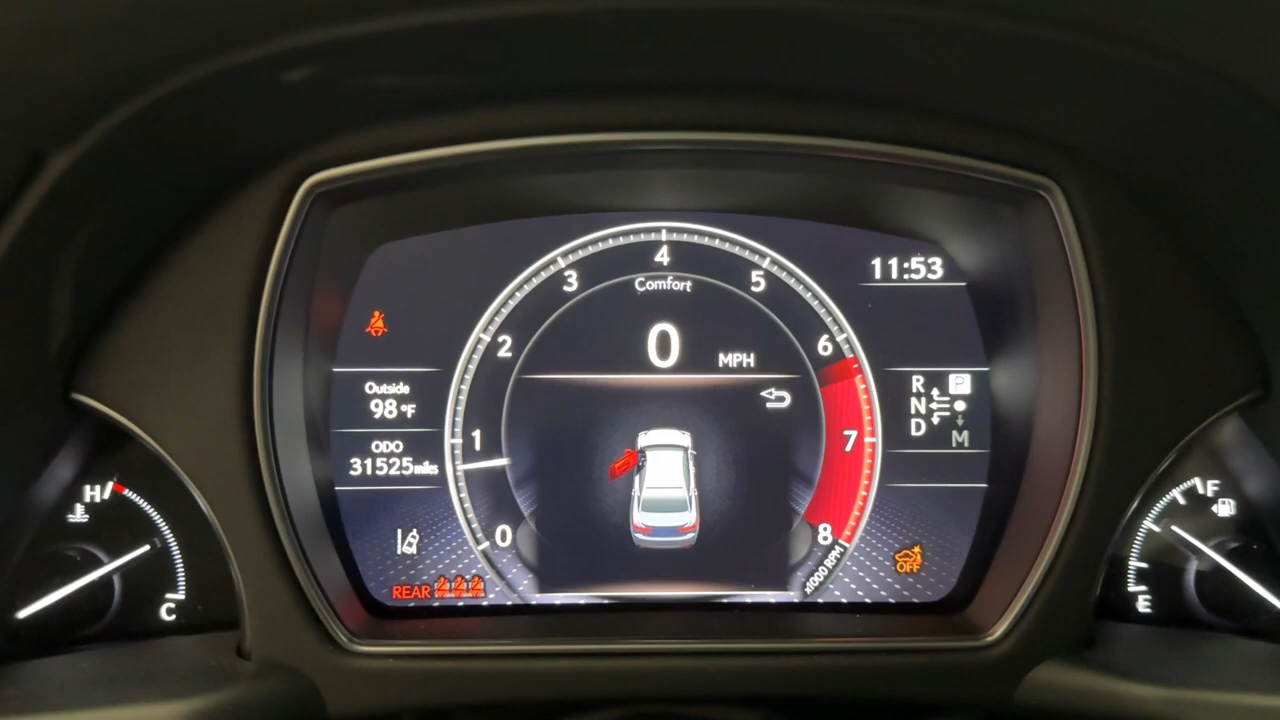 4
3
5
Comfort
11:53
2
6
0 MPH
Outside
98 °F
R P
N
D M
ODO
31525 miles
1
7
H
F
0
8
x1000 RPM
C
E
OFF
REAR